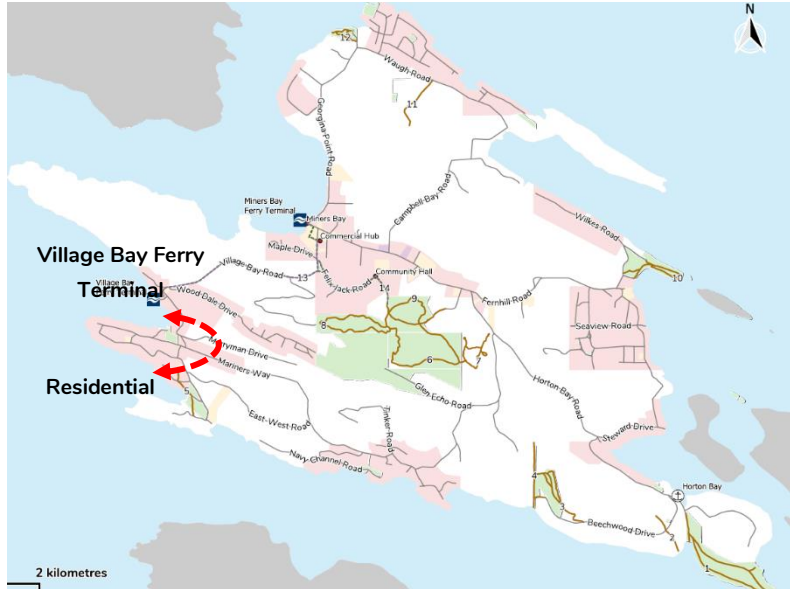 N
12
Waugh Road
11
Georgina Point Road
Campbell Bay Road
Miners Bay
Ferry Terminal
Miners Bay
Commercial Hub
Maple Drive
Wilkes Road
Village Bay Ferry
Terminal
Village Bay
Village Bay Road
13
Felix Jack Road
Community Hall
14
10
Wood Dale Drive
Fernhill Road
9
8
6
7
Seaview Road
Merryman Drive
Mariners Way
Residential
5
Glen Echo Road
Horton Bay Road
East-West Road
Tinker Road
Steward Drive
Navy Channel Road
4
3
Horton Bay
Beechwood Drive
2
1
2 kilometres